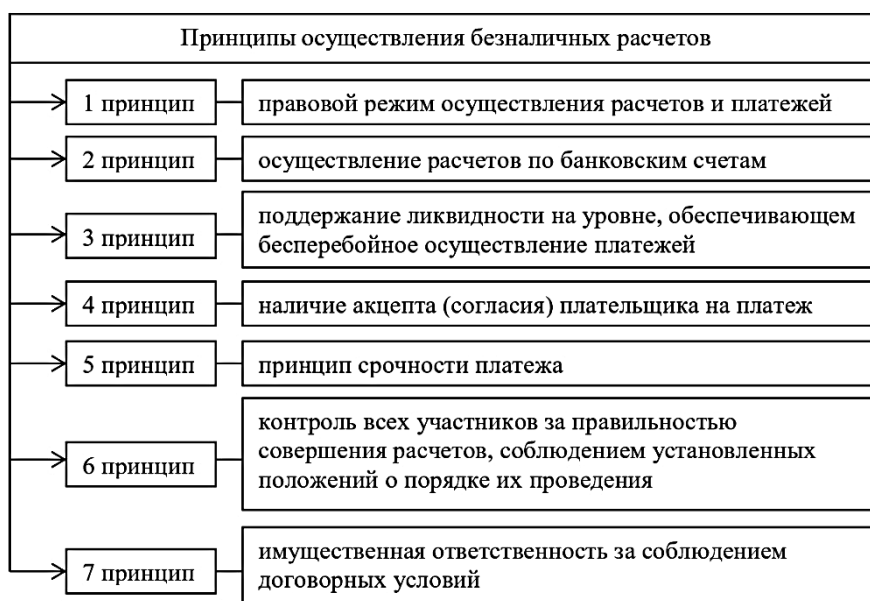 Принципы осуществления безналичных расчетов
1 принцип
правовой режим осуществления расчетов и платежей
2 принцип
осуществление расчетов по банковским счетам
3 принцип
поддержание ликвидности на уровне, обеспечивающем
бесперебойное осуществление платежей
4 принцип
наличие акцепта (согласия) плательщика на платеж
5 принцип
принцип срочности платежа
6 принцип
контроль всех участников за правильностью
совершения расчетов, соблюдением установленных
положений о порядке их проведения
7 принцип
имущественная ответственность за соблюдением
договорных условий